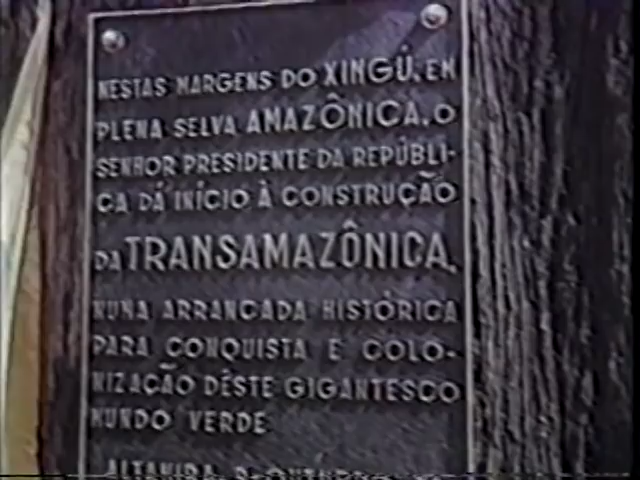 NESTAS MARGENS DO XINGÚ, EM
PLENA SELVA AMAZÔNICA, O
SENHOR PRESIDENTE DA REPÚBLI-
CA DÁ INÍCIO À CONSTRUÇÃO
DA TRANSAMAZÔNICA,
NUMA ARRANCADA HISTÓRICA
PARA CONQUISTA E COLO-
NIZAÇÃO DÊSTE GIGANTESCO
MUNDO VERDE
ALTAMIRA